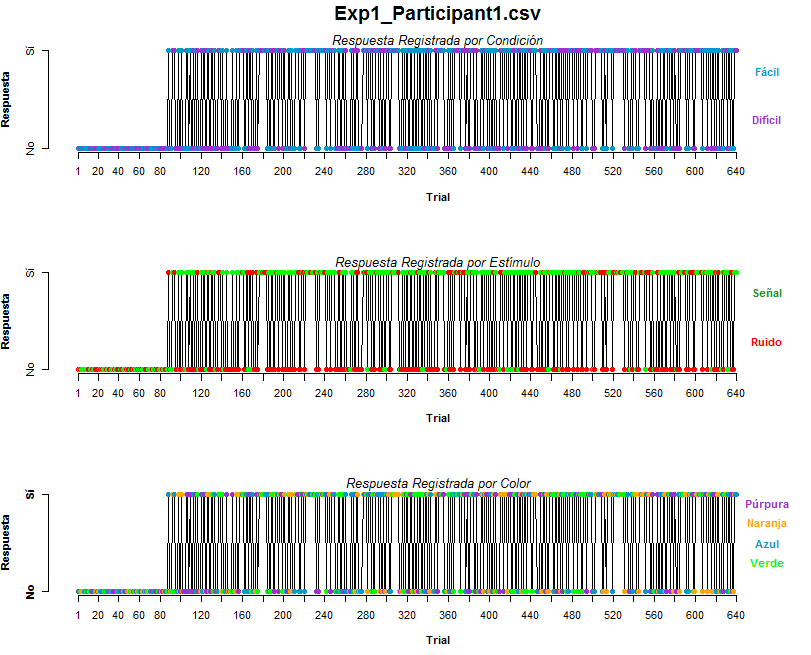 Exp1_Participant1.csv
Respuesta Registrada por Condición
Respuesta
Sí
No
Fácil
Dificil
1 20 40 60 80 120 160 200 240 280 320 360 400 440 480 520 560 600 640
Trial
Respuesta Registrada por Estímulo
Respuesta
Sí
No
Señal
Ruido
1 20 40 60 80 120 160 200 240 280 320 360 400 440 480 520 560 600 640
Trial
Respuesta Registrada por Color
Respuesta
Sí
No
Púrpura
Naranja
Azul
Verde
1 20 40 60 80 120 160 200 240 280 320 360 400 440 480 520 560 600 640
Trial